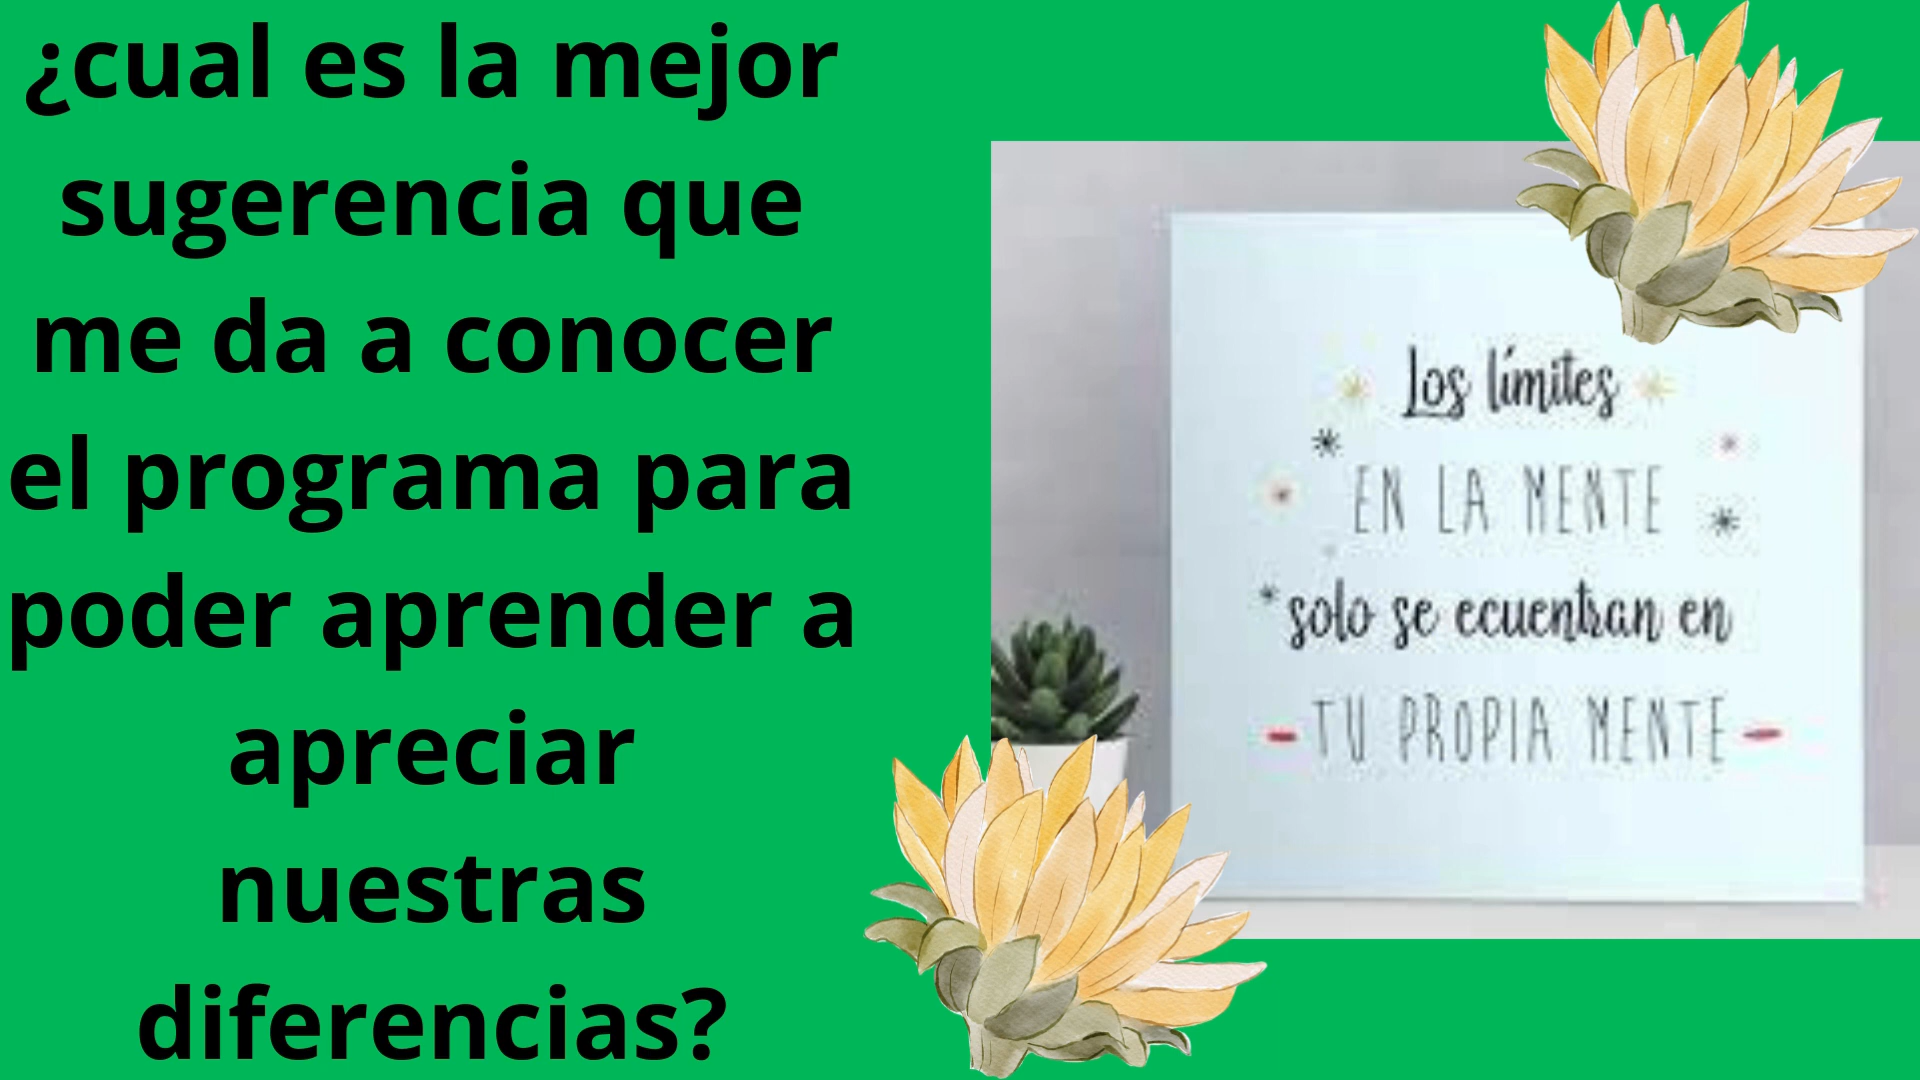 ¿cual es la mejor
sugerencia que
me da a conocer
el programa para
poder aprender a
apreciar
nuestras
diferencias?
Los límites
EN LA MENTE
solo se ecuentran en
TU PROPIA MENTE